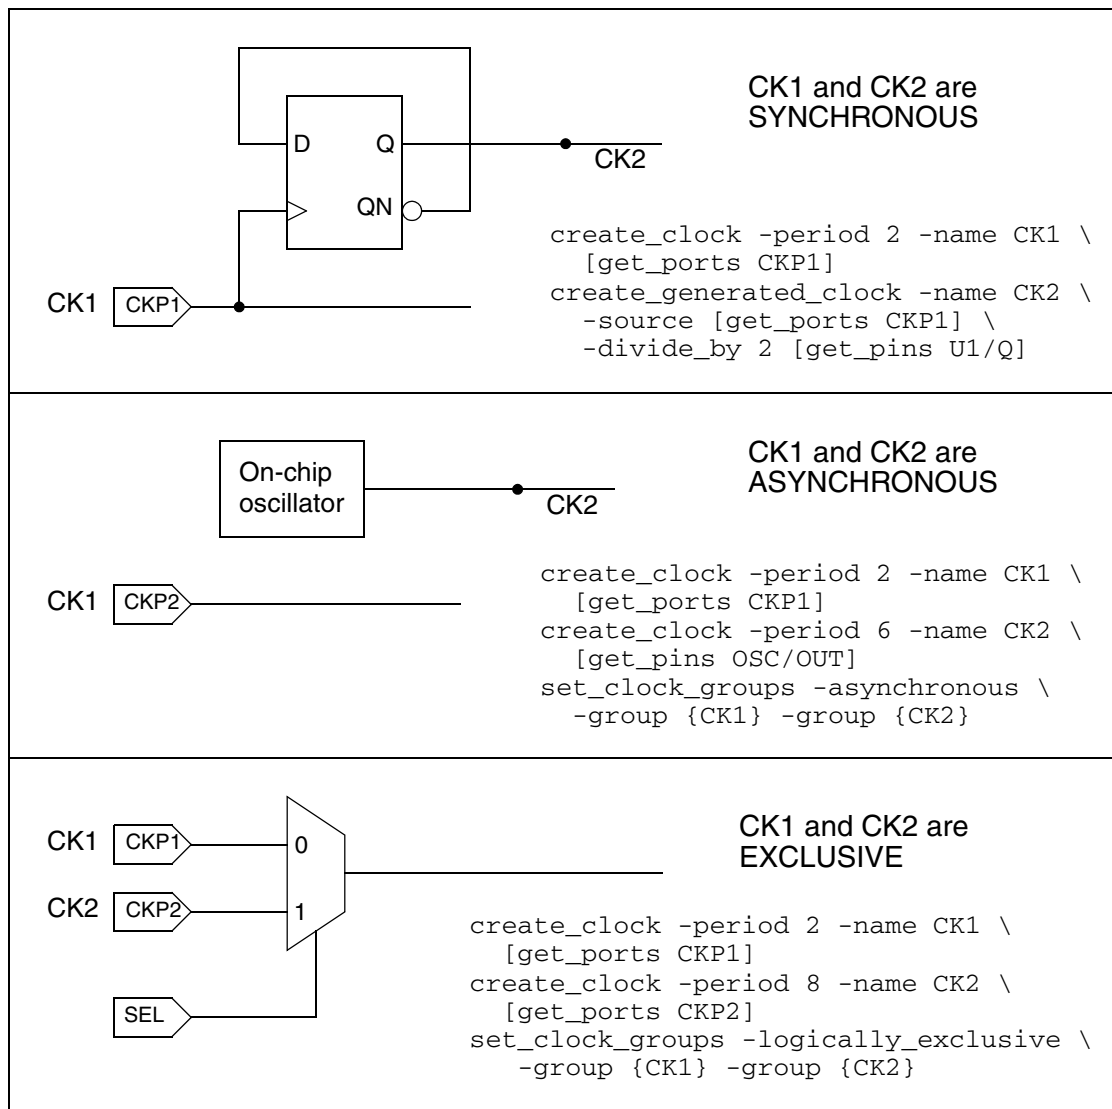 CK1 and CK2 are
SYNCHRONOUS
D
Q
CK2
QN
create_clock -period 2 -name CK1 \
[get_ports CKP1]
create_generated_clock -name CK2 \
-source [get_ports CKP1] \
-divide_by 2 [get_pins U1/Q]
CK1
CKP1
CK1 and CK2 are
ASYNCHRONOUS
On-chip
oscillator
CK2
create_clock -period 2 -name CK1 \
[get_ports CKP1]
create_clock -period 6 -name CK2 \
[get_pins OSC/OUT]
set_clock_groups -asynchronous \
-group {CK1} -group {CK2}
CK1
CKP2
CK1
CKP1
0
CK1 and CK2 are
EXCLUSIVE
CK2
CKP2
1
create_clock -period 2 -name CK1 \
[get_ports CKP1]
create_clock -period 8 -name CK2 \
[get_ports CKP2]
set_clock_groups -logically_exclusive \
-group {CK1} -group {CK2}
SEL